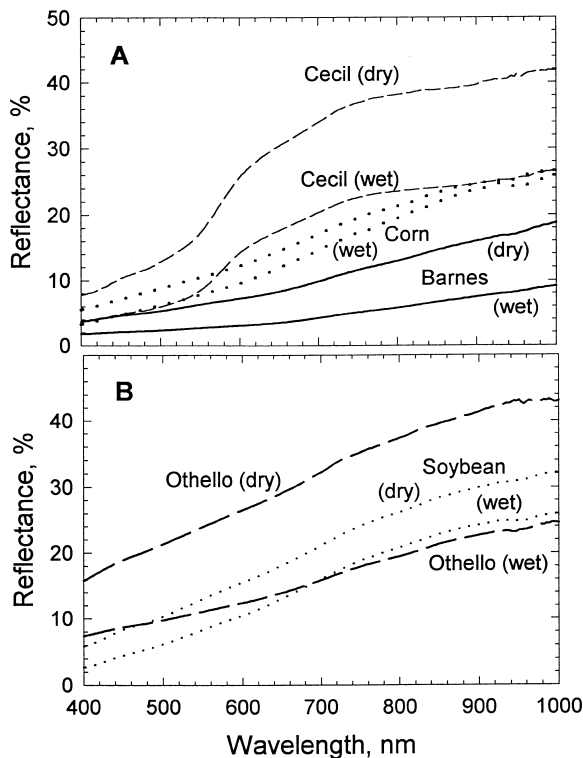 50
A
Cecil (dry)
40
Reflectance, %
30
Cecil (wet)
20
Corn
(wet)
(dry)
10
Barnes
(wet)
0
B
40
Othello (dry)
Soybean
30
(dry)
(wet)
Reflectance, %
20
Othello (wet)
10
0
400 500 600 700 800 900 1000
Wavelength, nm